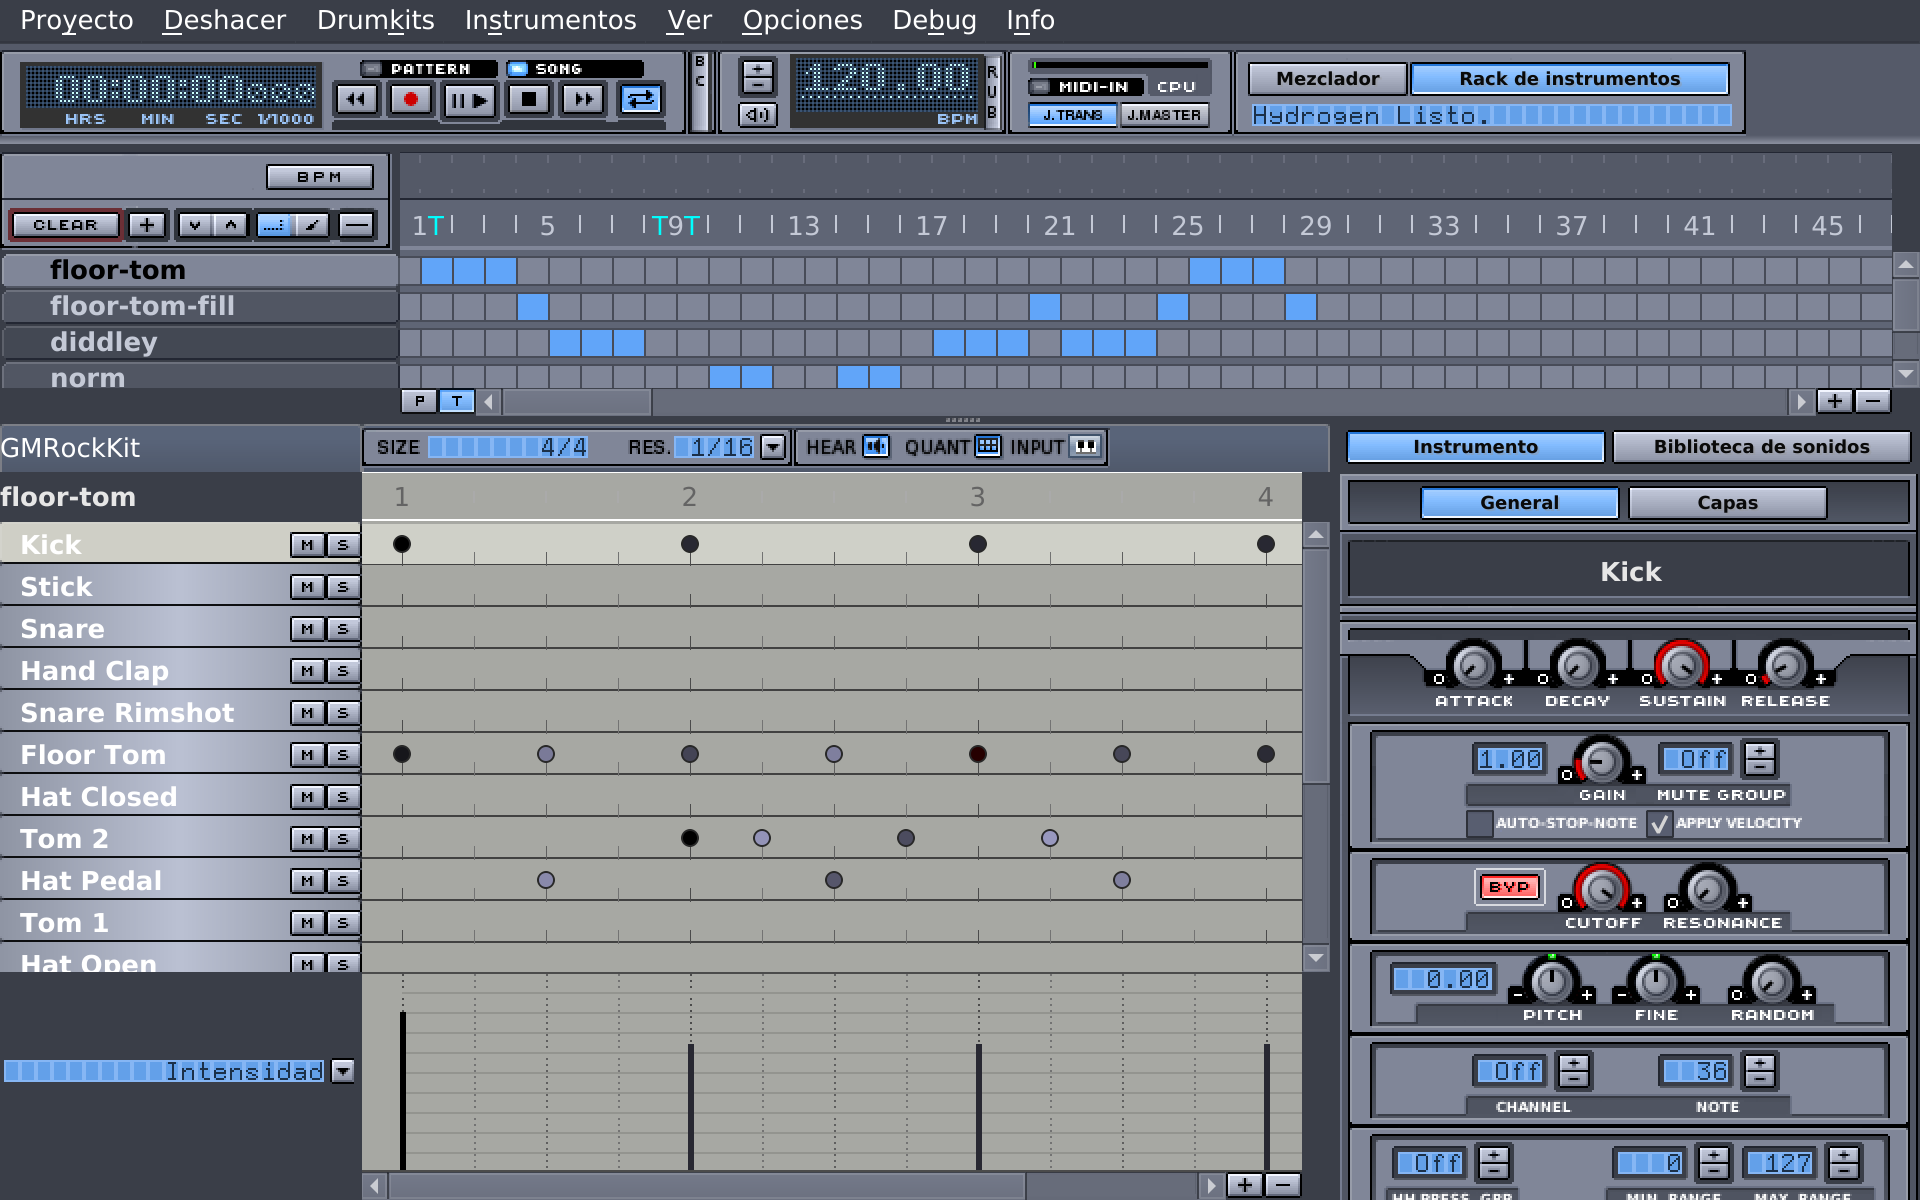 Proyecto Deshacer Drumkits Instrumentos Ver Opciones Debug Info
00:00:00000 PATTERN SONG B C 120.00 R U B MIDI-IN CPU Mezclador Rack de instrumentos
HRS MIN SEC 1/1000 BPM J.TRANS J.MASTER Hydrogen Listo.
BPM
CLEAR 1T 5 T9T 13 17 21 25 29 33 37 41 45
floor-tom
floor-tom-fill
diddley
norm
P T
GMRockKit SIZE 4/4 RES. 1/16 HEAR QUANT INPUT Instrumento Biblioteca de sonidos
floor-tom 1 2 3 4 General Capas
Kick M S
Kick
Stick M S
Snare M S
Hand Clap M S
Snare Rimshot M S
ATTACK DECAY SUSTAIN RELEASE
Floor Tom M S
1.00 Off
Hat Closed M S
GAIN MUTE GROUP
AUTO-STOP-NOTE APPLY VELOCITY
Tom 2 M S
Hat Pedal M S
BYP
Tom 1 M S
CUTOFF RESONANCE
Hat Open M S
0.00
PITCH FINE RANDOM
Intensidad
Off 36
CHANNEL NOTE
Off 0 127
HH PRESS. GRP MIN. RANGE MAX. RANGE